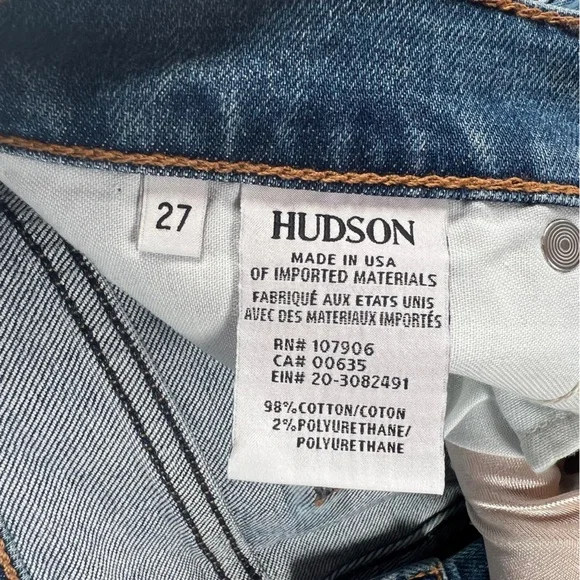 27
HUDSON
MADE IN USA
OF IMPORTED MATERIALS
FABRIQUÉ AUX ETATS UNIS
AVEC DES MATERIAUX IMPORTÉS
RN# 107906
CA# 00635
EIN# 20-3082491
98%COTTON/COTON
2%POLYURETHANE/
POLYURETHANE